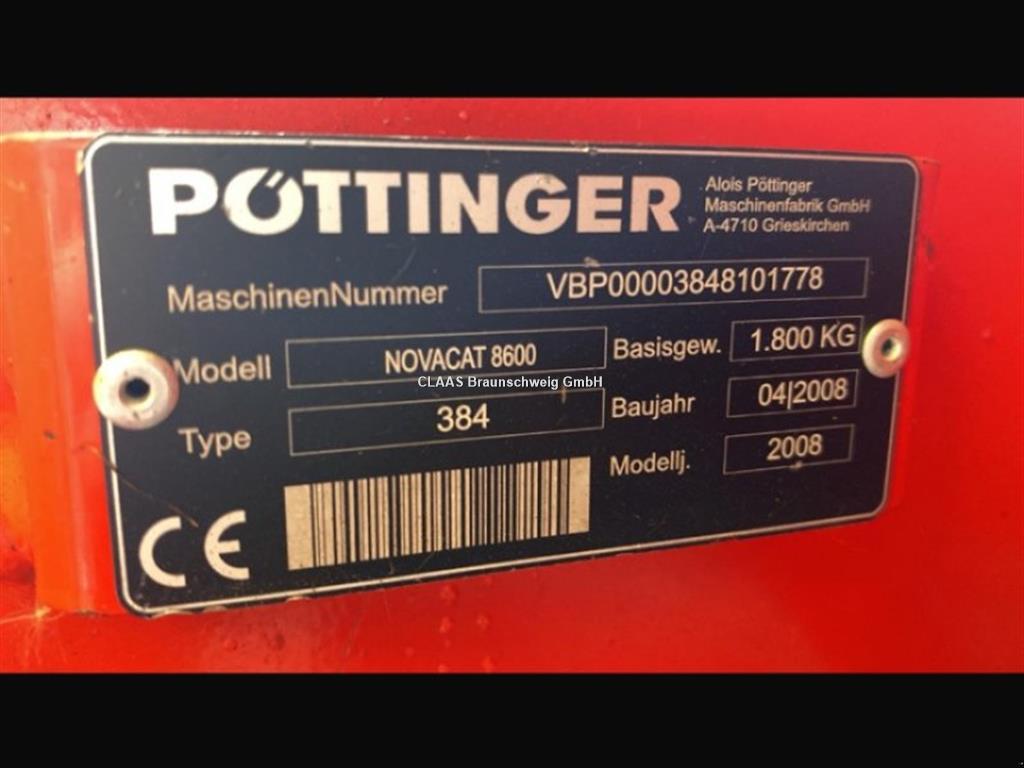 PÖTTINGER
Alois Pöttinger
Maschinenfabrik GmbH
A-4710 Grieskirchen
MaschinenNummer VBP00003848101778
Modell NOVACAT 8600
Basisgew. 1.800 KG
CLAAS Braunschweig GmbH
Type 384
Baujahr 04|2008
Modellj. 2008
CE